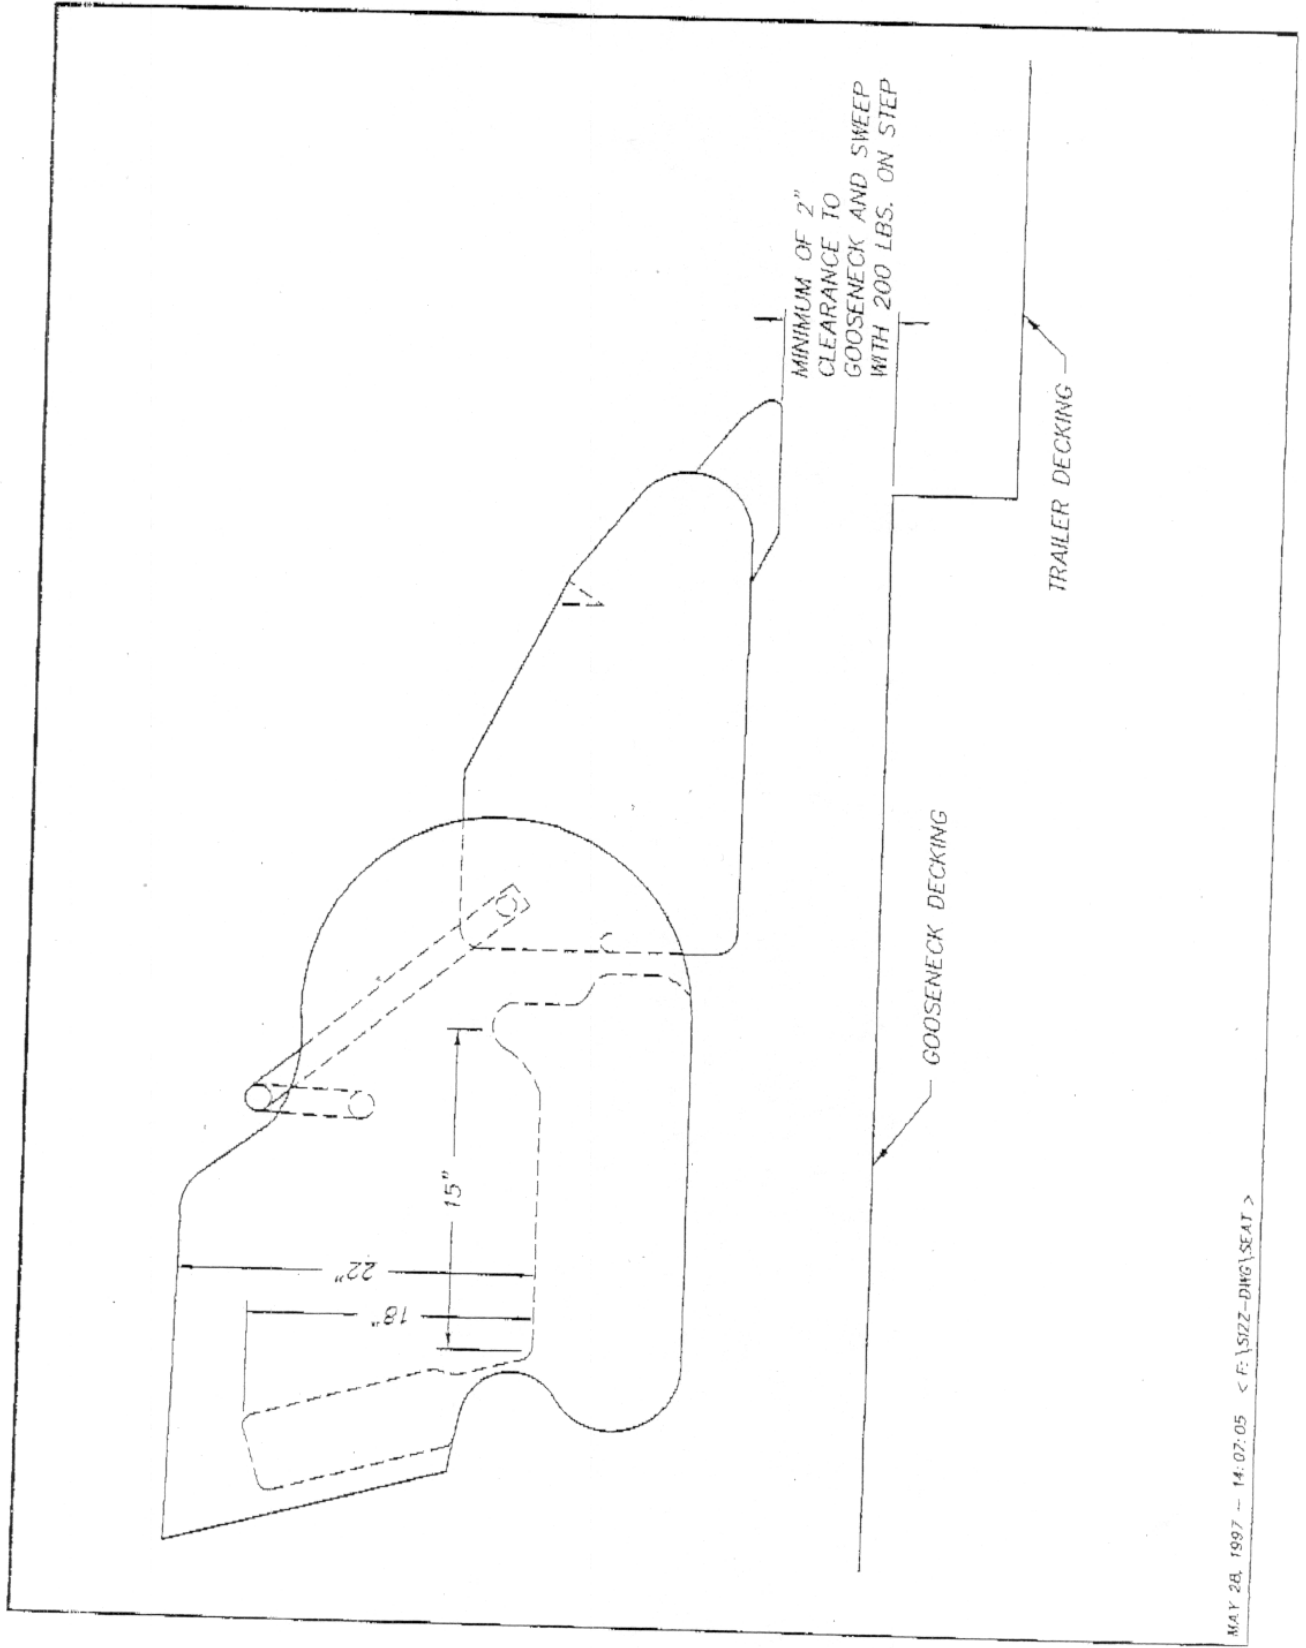 MINIMUM OF 2"
CLEARANCE TO
GOOSENECK AND SWEEP
WITH 200 LBS. ON STEP
TRAILER DECKING
GOOSENECK DECKING
15"
22"
18"
MAY 28, 1997 - 14:07:05 < F:\SIZZ-DWG\SEAT >